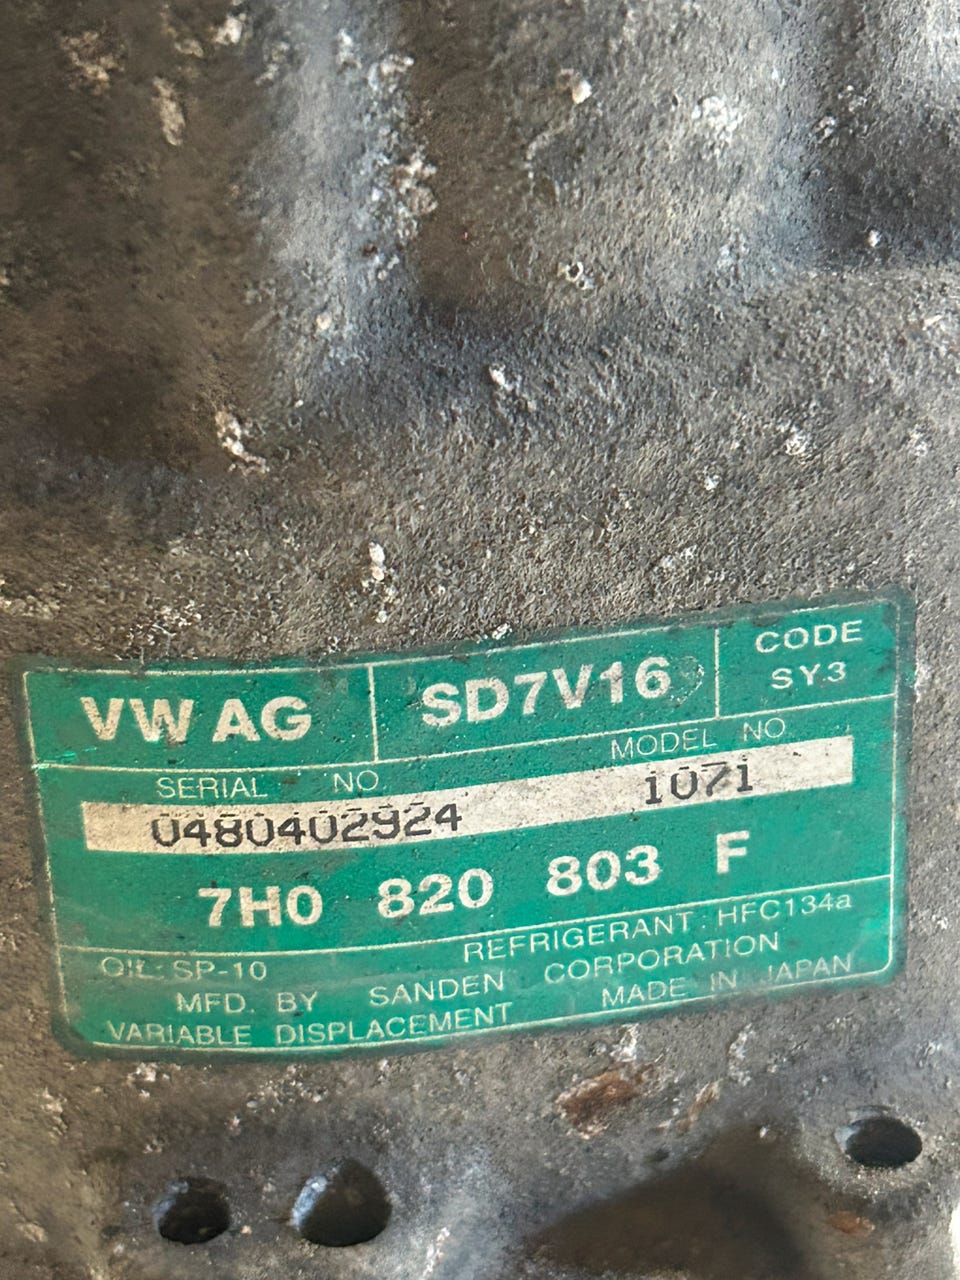 VW AG SD7V16 CODE
SY3
SERIAL NO. MODEL NO
0480402924 1071
7H0 820 803 F
OIL:SP-10 REFRIGERANT:HFC134a
MFD. BY SANDEN CORPORATION
VARIABLE DISPLACEMENT MADE IN JAPAN